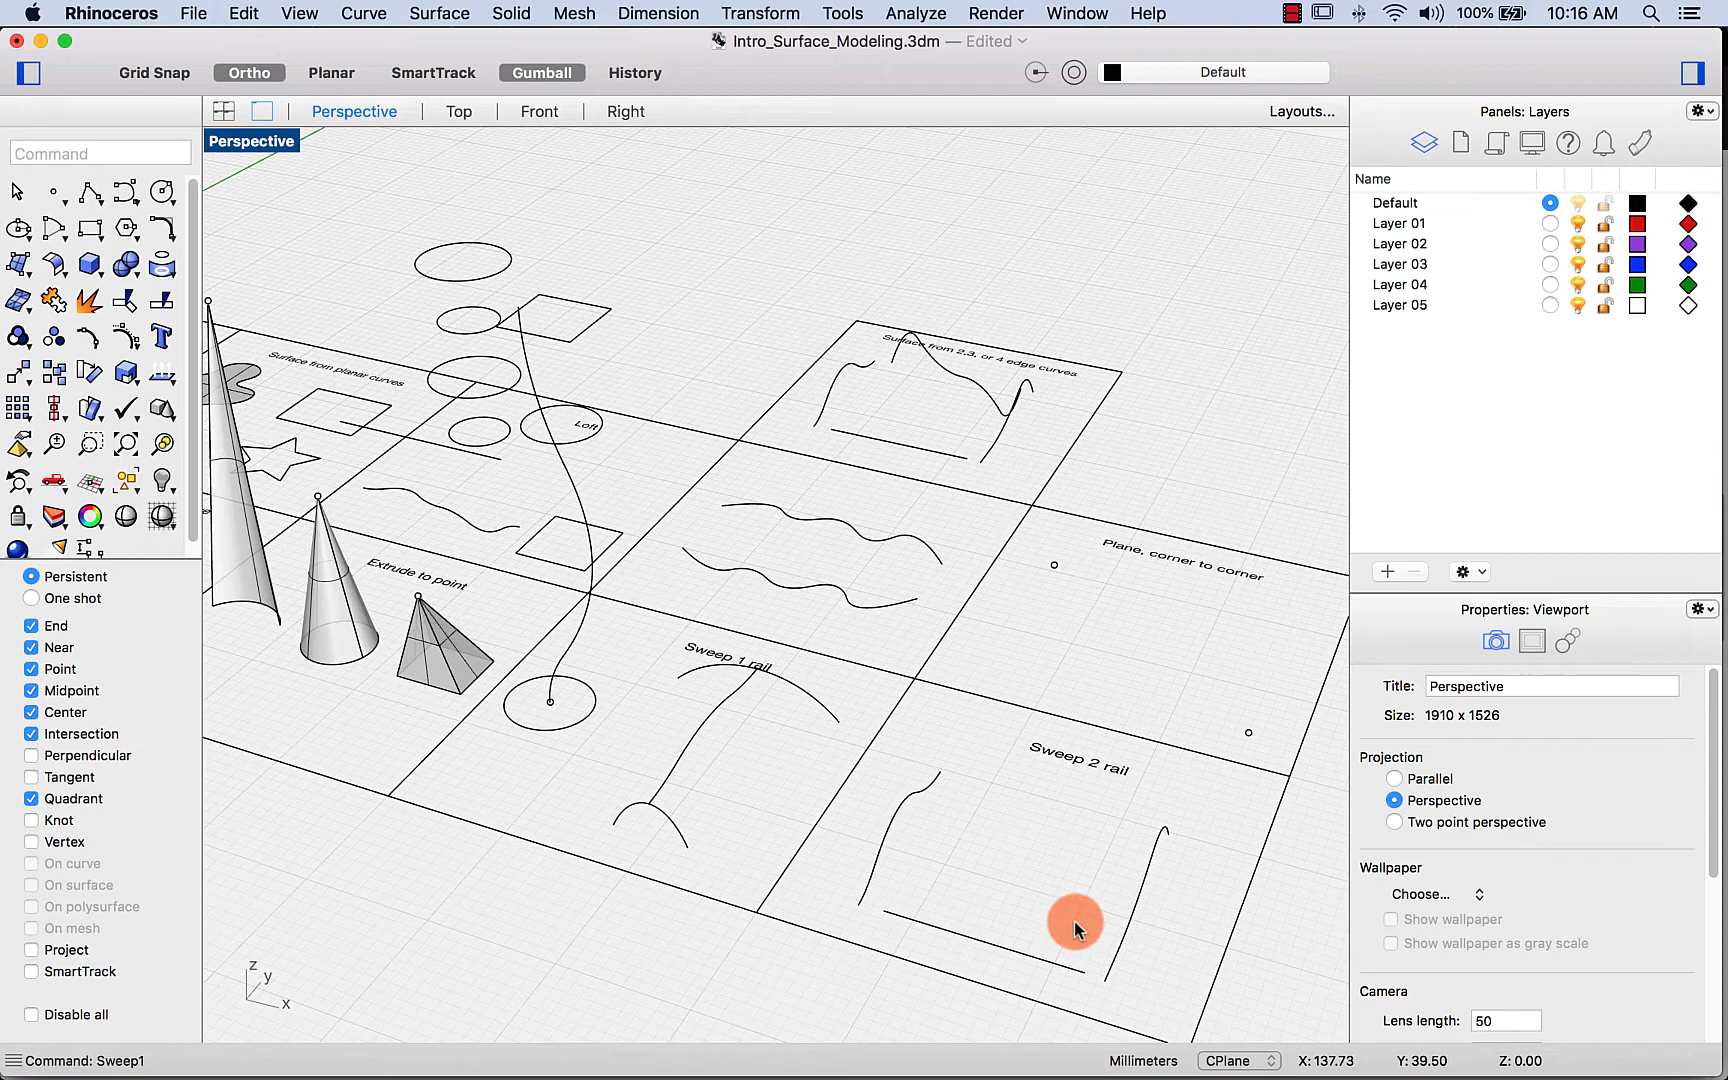 Rhinoceros File Edit View Curve Surface Solid Mesh Dimension Transform Tools Analyze Render Window Help 100% 10:16 AM
Intro_Surface_Modeling.3dm — Edited
Grid Snap Ortho Planar SmartTrack Gumball History Default
Perspective Top Front Right Layouts...
Perspective
Command
Surface from planar curves
Loft
Surface from 2,3, or 4 edge curves
Extrude to point
Plane, corner to corner
Sweep 1 rail
Sweep 2 rail
z
y
x
Persistent
One shot
End
Near
Point
Midpoint
Center
Intersection
Perpendicular
Tangent
Quadrant
Knot
Vertex
On curve
On surface
On polysurface
On mesh
Project
SmartTrack
Disable all
Panels: Layers
Name
Default
Layer 01
Layer 02
Layer 03
Layer 04
Layer 05
Properties: Viewport
Title: Perspective
Size: 1910 x 1526
Projection
Parallel
Perspective
Two point perspective
Wallpaper
Choose...
Show wallpaper
Show wallpaper as gray scale
Camera
Lens length: 50
Command: Sweep1 Millimeters CPlane X: 137.73 Y: 39.50 Z: 0.00